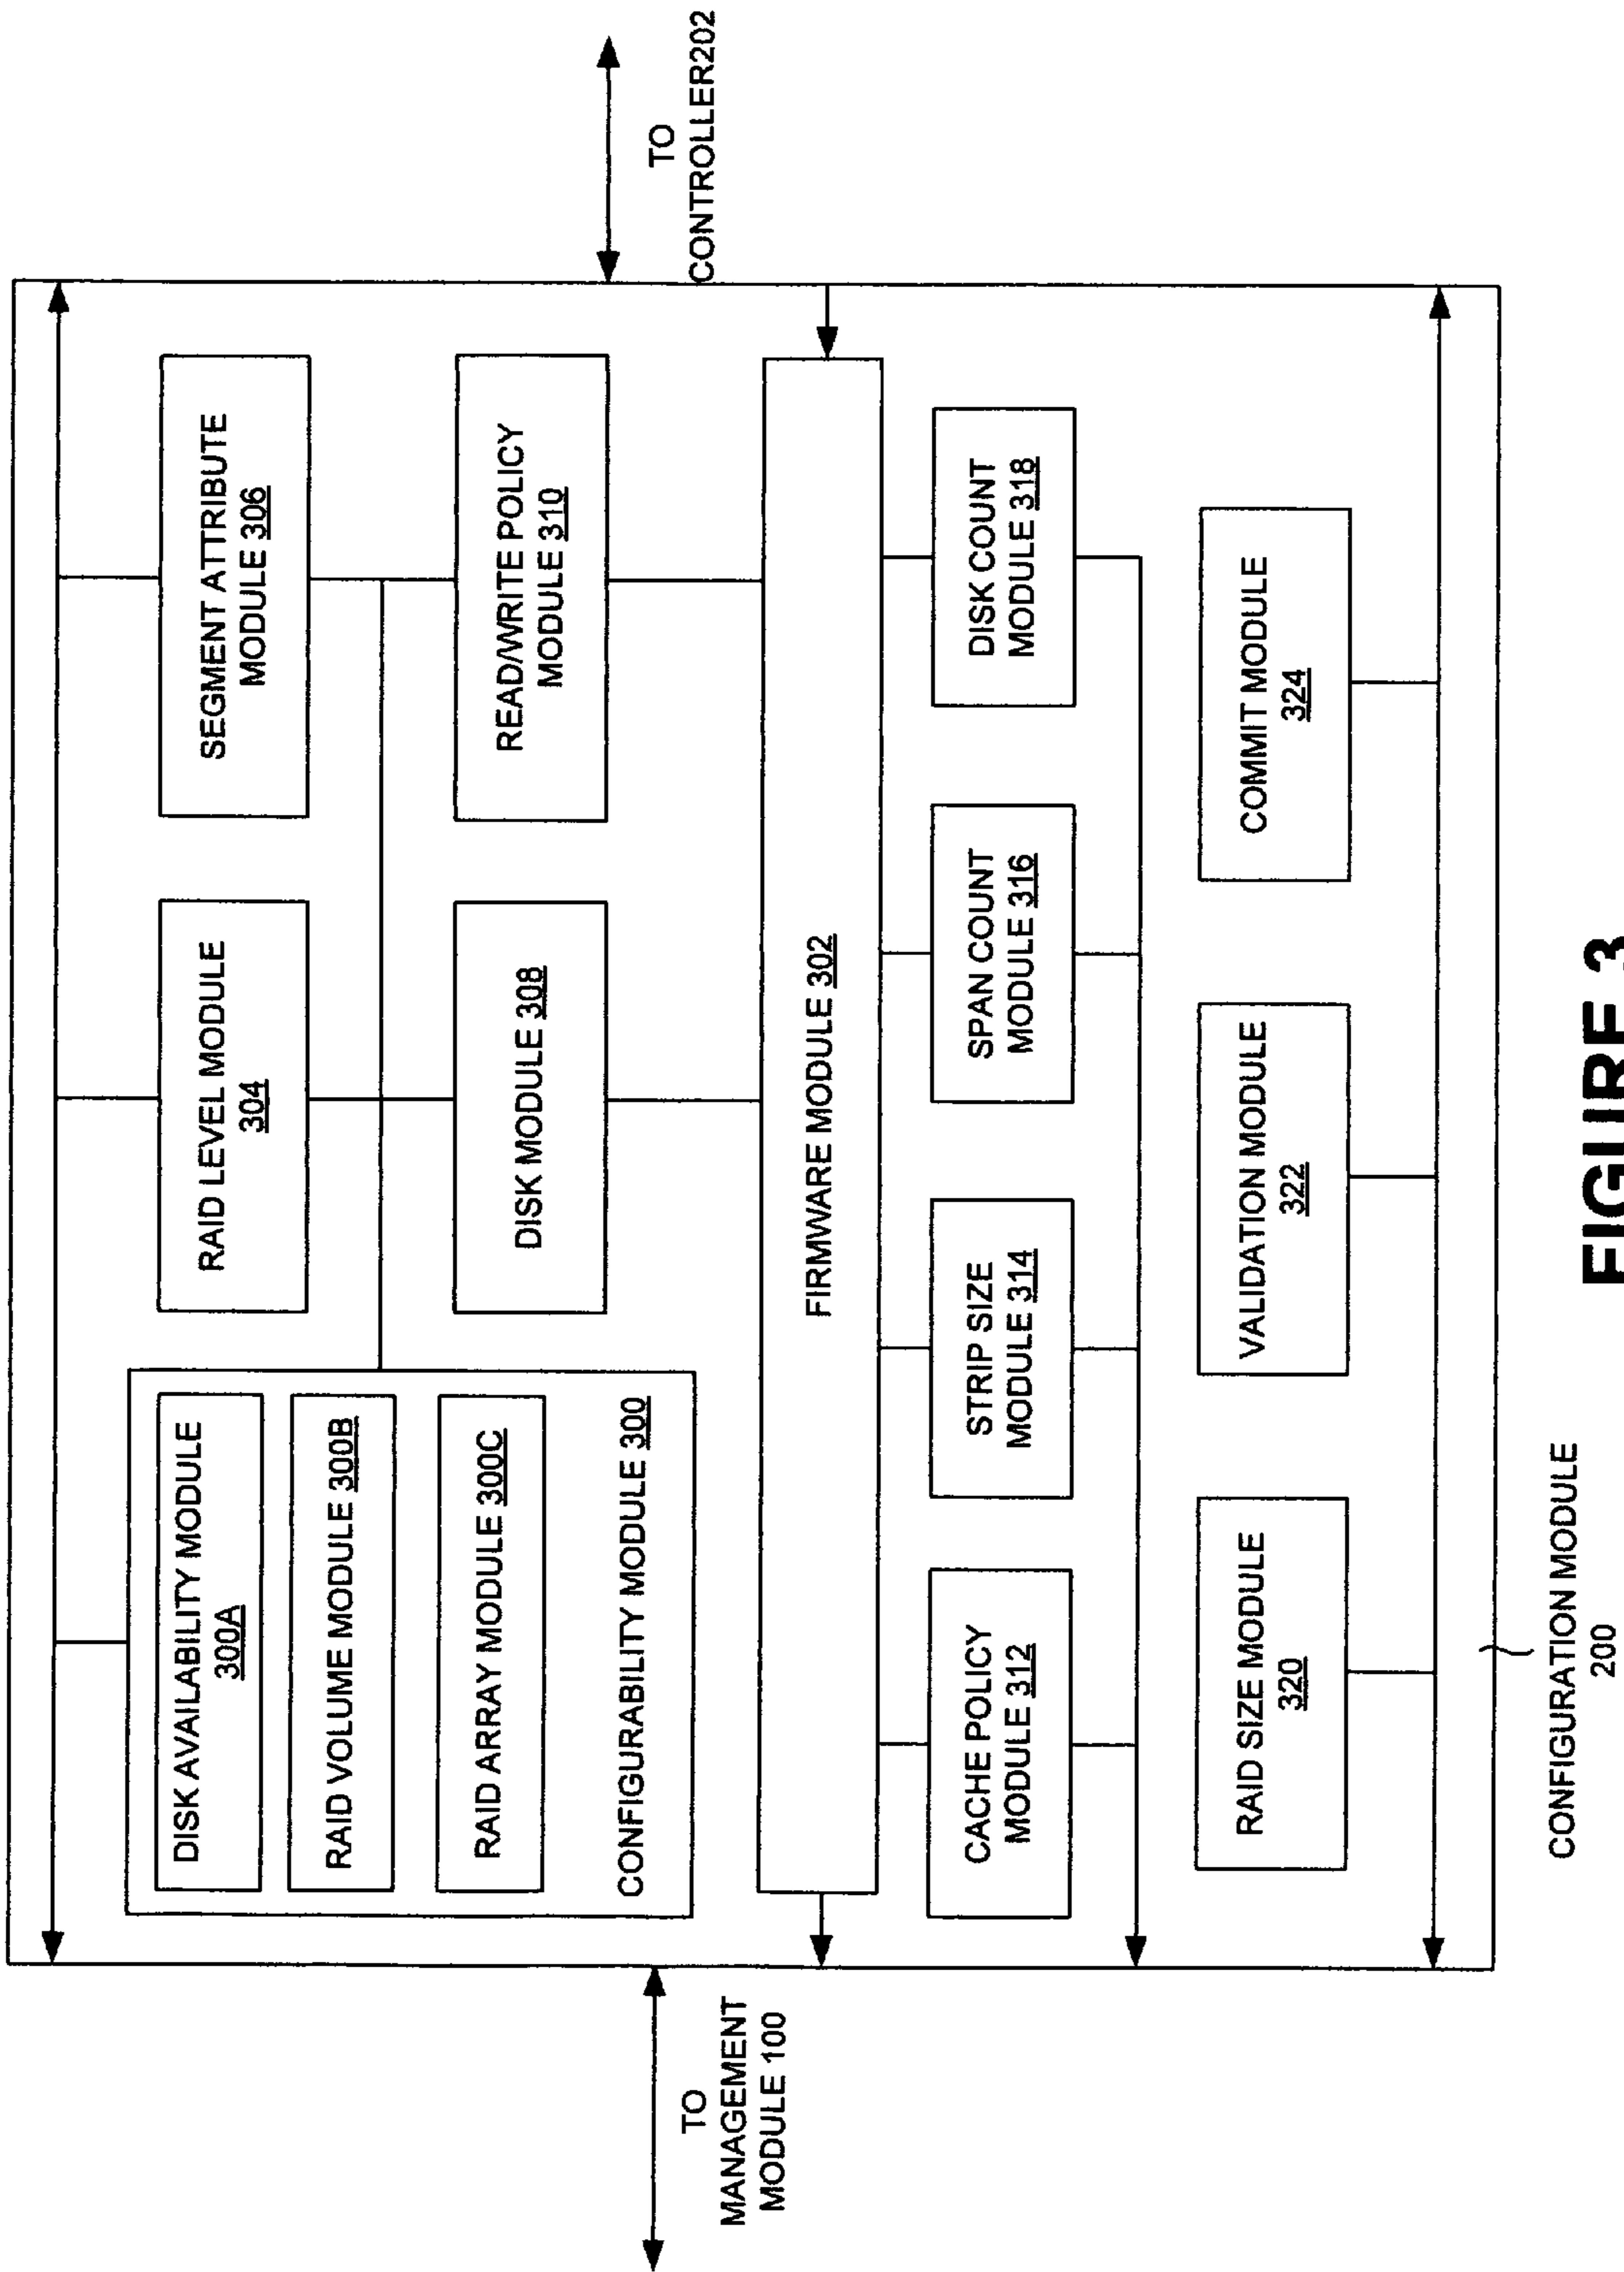 DISK AVAILABILITY MODULE
300A
RAID VOLUME MODULE 300B
RAID ARRAY MODULE 300C
CONFIGURABILITY MODULE 300
RAID LEVEL MODULE
304
SEGMENT ATTRIBUTE
MODULE 306
DISK MODULE 308
READ/WRITE POLICY
MODULE 310
TO
MANAGEMENT
MODULE 100
TO
CONTROLLER202
FIRMWARE MODULE 302
CACHE POLICY
MODULE 312
STRIP SIZE
MODULE 314
SPAN COUNT
MODULE 316
DISK COUNT
MODULE 318
RAID SIZE MODULE
320
VALIDATION MODULE
322
COMMIT MODULE
324
CONFIGURATION MODULE
200
FIGURE 3